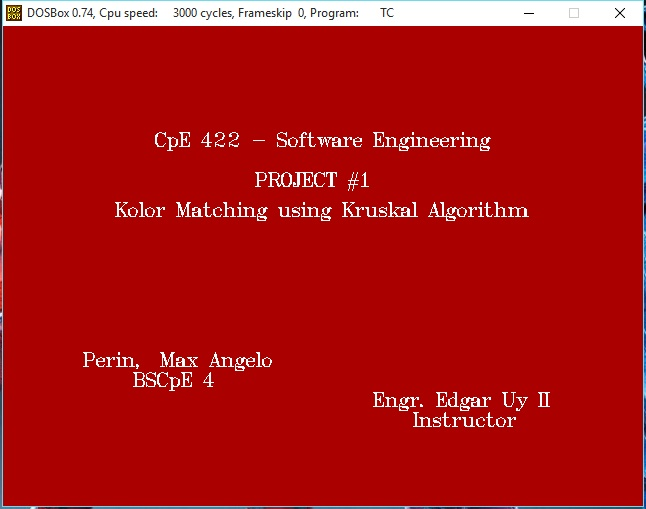 DOSBox 0.74, Cpu speed: 3000 cycles, Frameskip 0, Program: TC
CpE 422 - Software Engineering
PROJECT #1
Kolor Matching using Kruskal Algorithm
Perin, Max Angelo
BSCpE 4
Engr. Edgar Uy II
Instructor